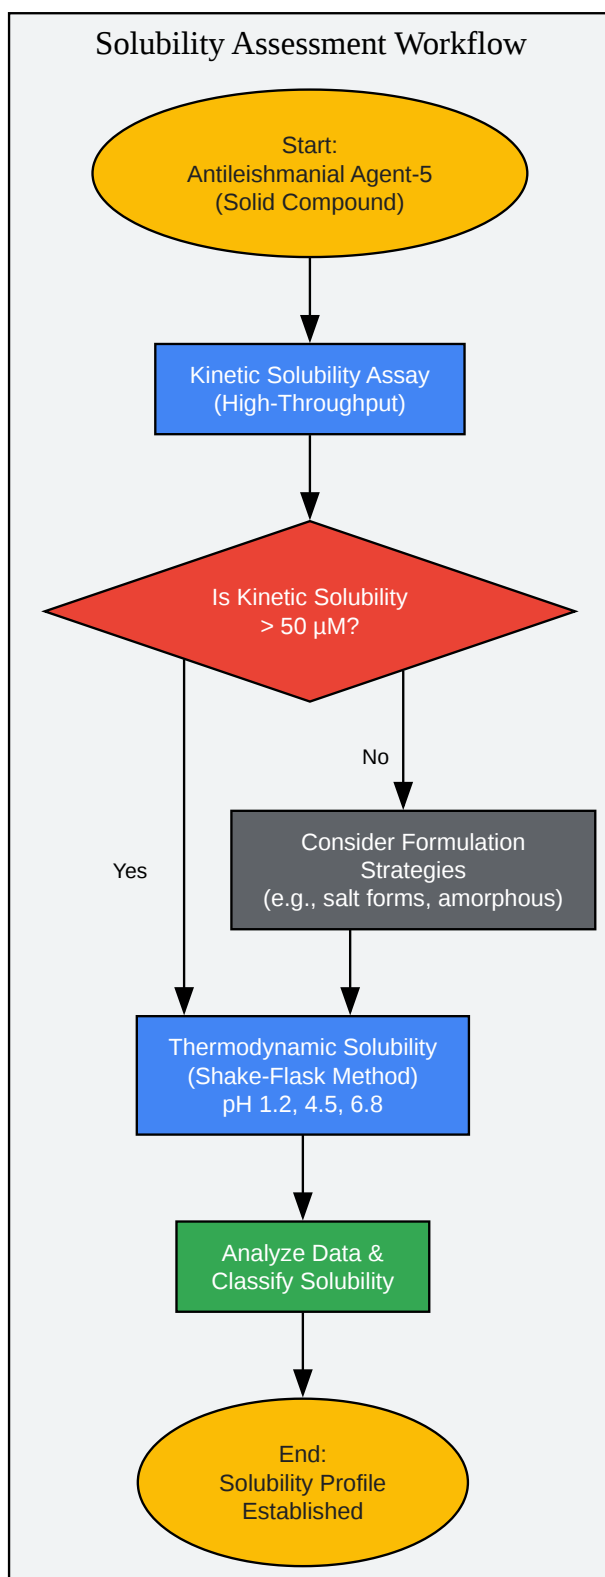 Solubility Assessment Workflow
Start:
Antileishmanial Agent-5
(Solid Compound)
Kinetic Solubility Assay
(High-Throughput)
Is Kinetic Solubility
> 50 µM?
No
Consider Formulation
Strategies
(e.g., salt forms, amorphous)
Yes
Thermodynamic Solubility
(Shake-Flask Method)
pH 1.2, 4.5, 6.8
Analyze Data &
Classify Solubility
End:
Solubility Profile
Established